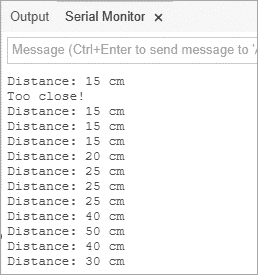 Output
Serial Monitor
Message (Ctrl+Enter to send message to '
Distance: 15 cm
Too close!
Distance: 15 cm
Distance: 15 cm
Distance: 15 cm
Distance: 20 cm
Distance: 25 cm
Distance: 25 cm
Distance: 25 cm
Distance: 40 cm
Distance: 50 cm
Distance: 40 cm
Distance: 30 cm